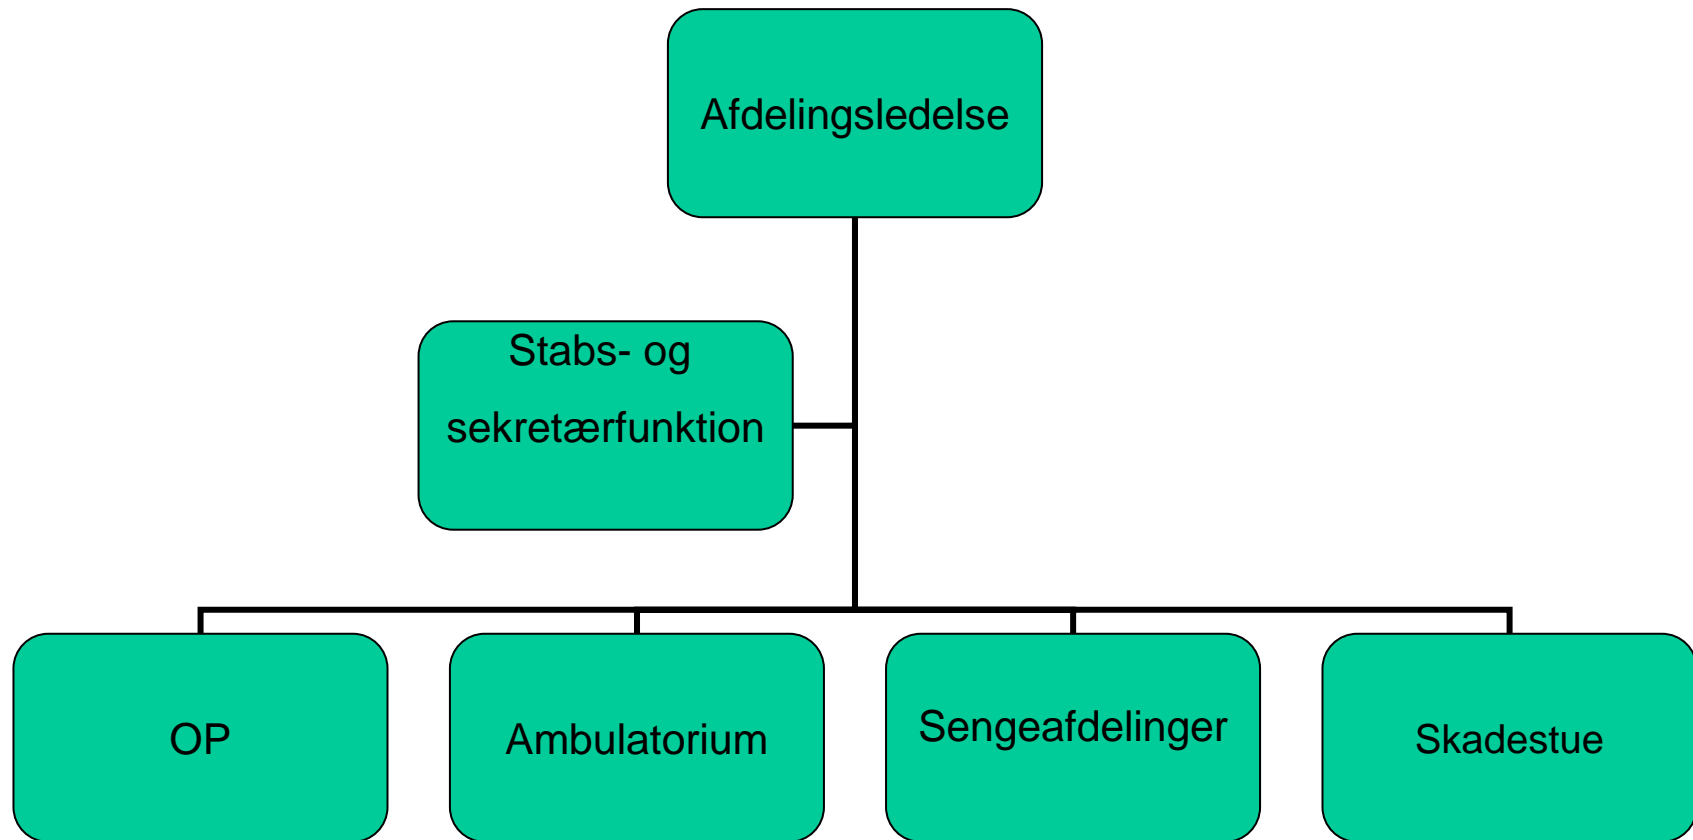 Afdelingsledelse
Stabs- og
sekretærfunktion
OP
Ambulatorium
Sengeafdelinger
Skadestue